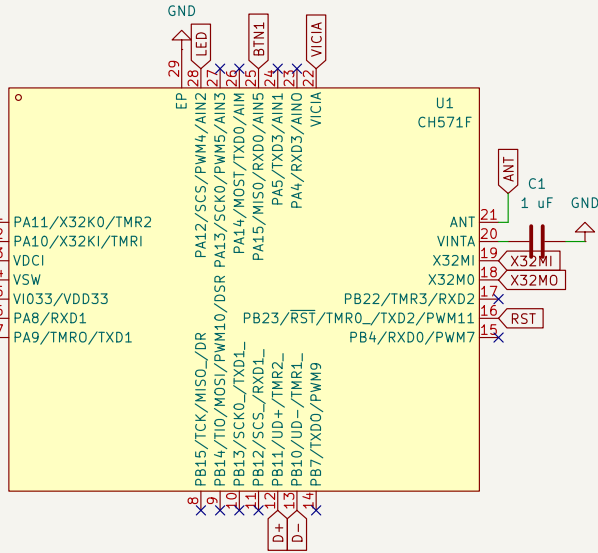 GND
LED
BTN1
VICIA
29
28
27
26
25
24
23
22
EP
PA12/SCS/PWM4/AIN2
PA13/SCK0/PWM5/AIN3
PA14/MOST/TXD0/AIM
PA15/MIS0/RXD0/AIN5
PA5/TXD3/AIN1
PA4/RXD3/AIN0
VICIA
U1
CH571F
ANT
C1
1 uF
GND
PA11/X32K0/TMR2
PA10/X32KI/TMRI
VDCI
VSW
VI033/VDD33
PA8/RXD1
PA9/TMRO/TXD1
ANT
21
VINTA
20
X32MI
19
X32MI
X32M0
18
X32MO
PB22/TMR3/RXD2
17
PB23/RST/TMR0_/TXD2/PWM11
16
RST
PB4/RXD0/PWM7
15
PB15/TCK/MISO_/DR
PB14/TIO/MOSI/PWM10/DSR
PB13/SCK0_/TXD1_
PB12/SCS_/RXD1_
PB11/UD+/TMR2_
PB10/UD-/TMR1_
PB7/TXD0/PWM9
8
9
10
11
12
13
14
D+
D-